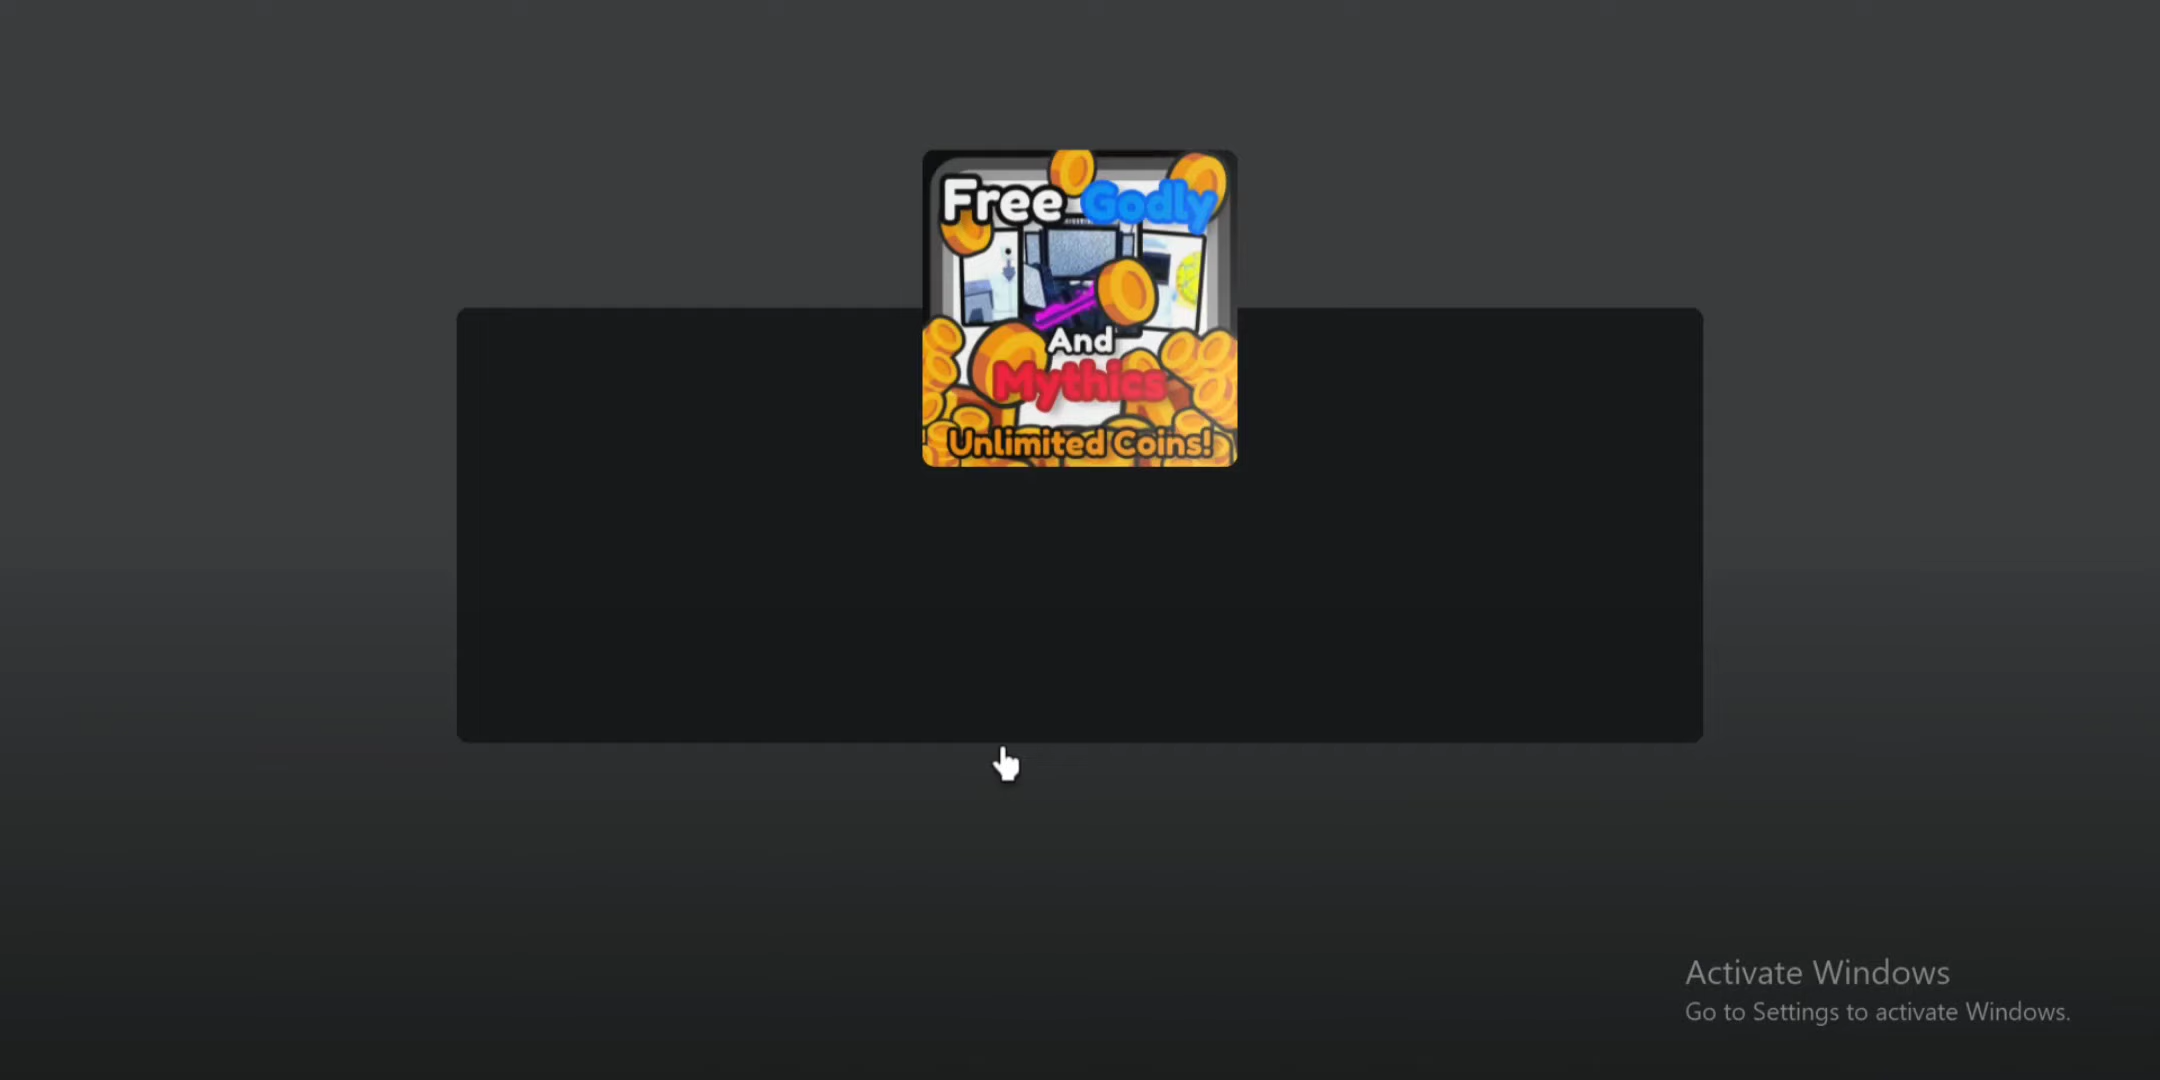 Free Godly
And
Mythics
Unlimited Coins!
Activate Windows
Go to Settings to activate Windows.